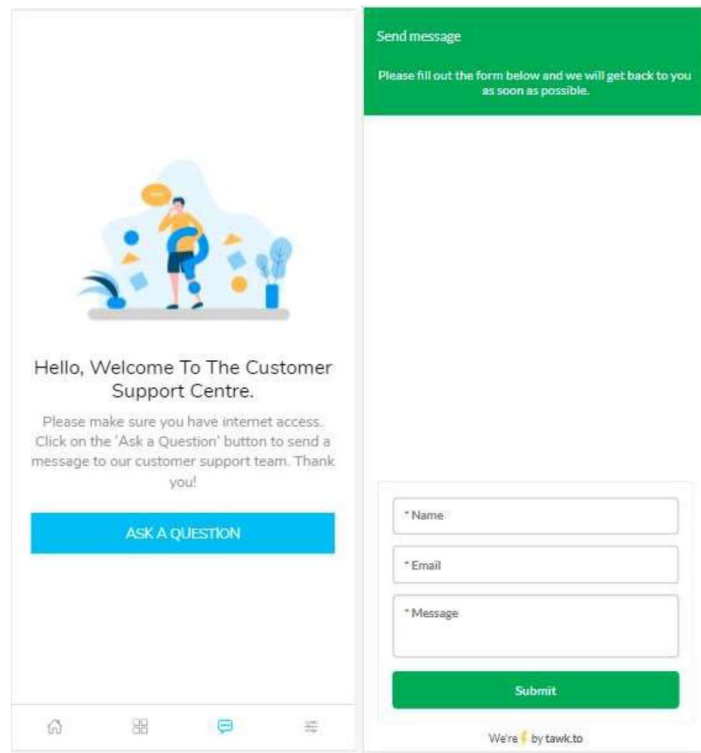 Hello, Welcome To The Customer
Support Centre.
Please make sure you have internet access.
Click on the 'Ask a Question' button to send a
message to our customer support team. Thank
you!
ASK A QUESTION
Send message
Please fill out the form below and we will get back to you
as soon as possible.
* Name
* Email
* Message
Submit
We're ⚡ by tawk.to